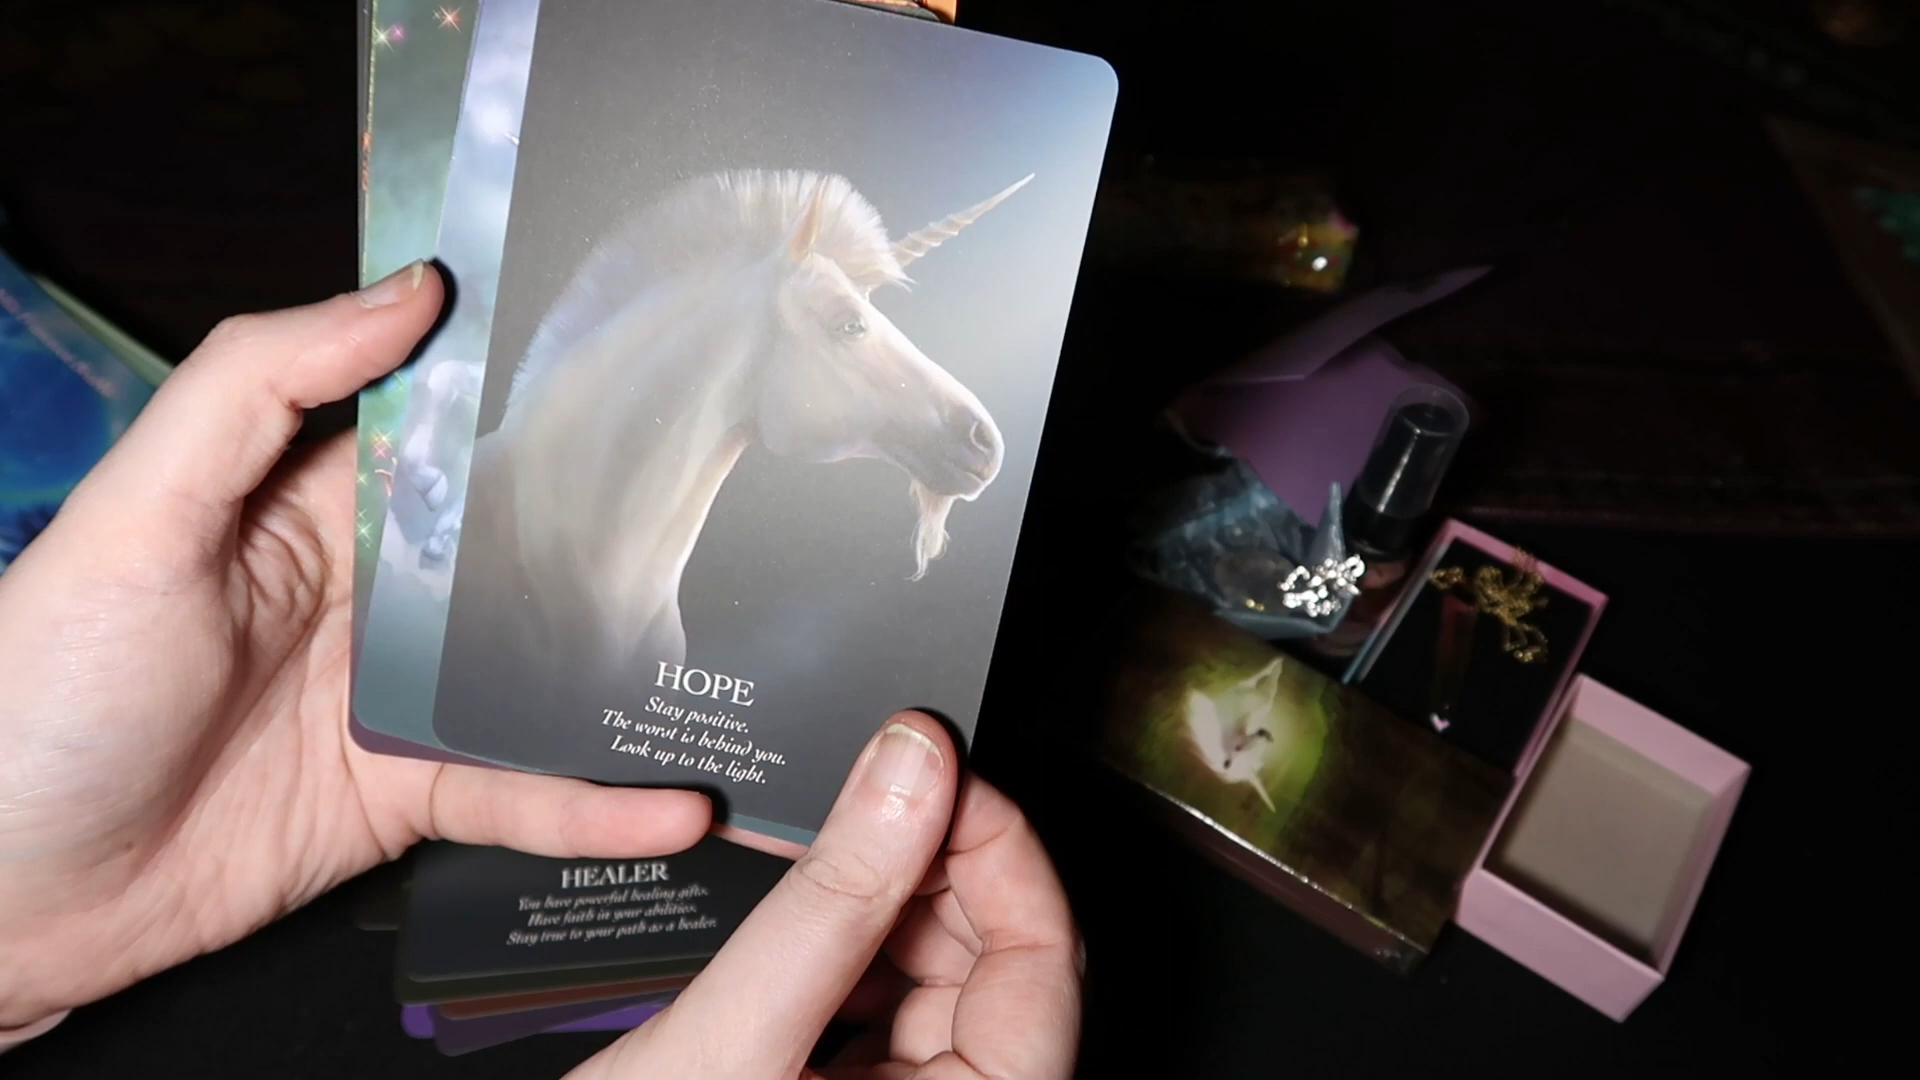 HOPE
Stay positive.
The worst is behind you.
Look up to the light.
HEALER
You have powerful healing gifts.
Have faith in your abilities.
Stay true to your path as a healer.